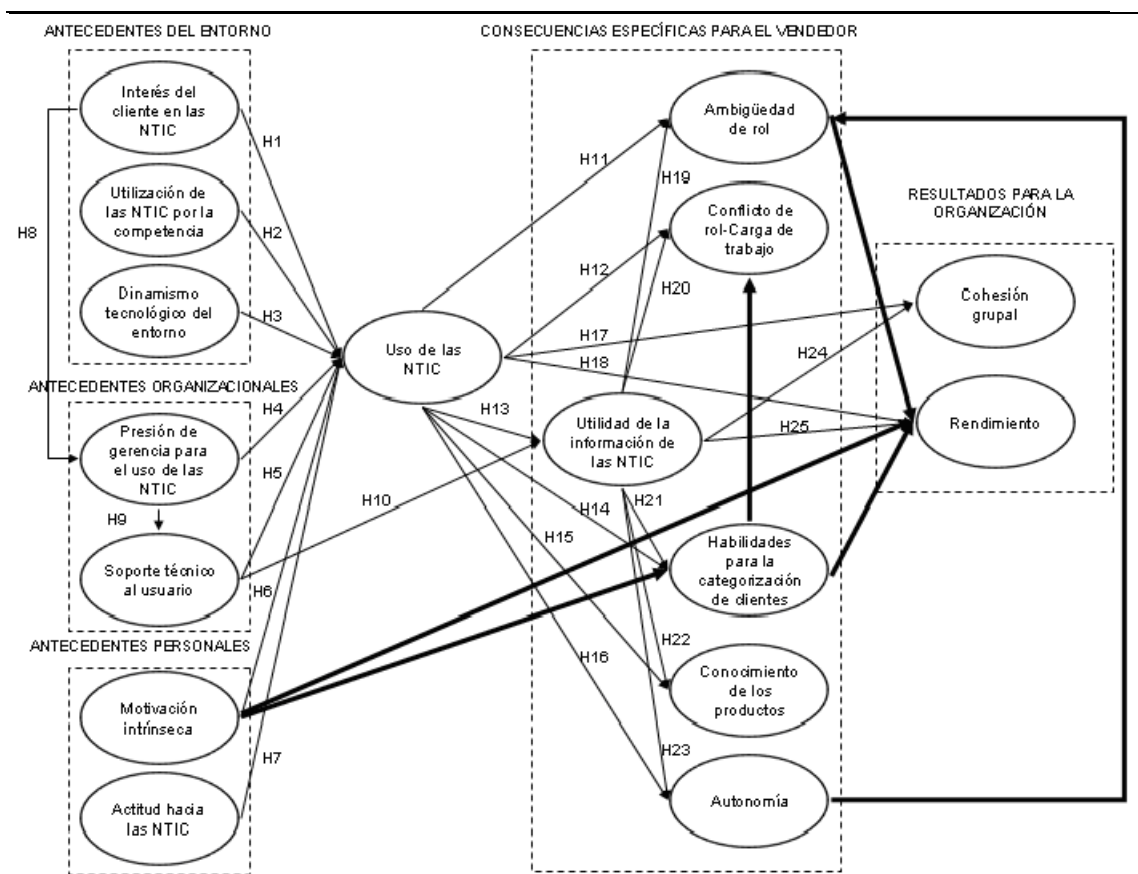 ANTECEDENTES DEL ENTORNO
Interés del
cliente en las
NTIC
Utilización de
las NTIC por la
competencia
Dinamismo
tecnológico del
entorno
H8
H1
H2
H3
ANTECEDENTES ORGANIZACIONALES
Presión de
gerencia para
el uso de las
NTIC
H9
Soporte técnico
al usuario
H4
H5
H10
H6
ANTECEDENTES PERSONALES
Motivación
intrínseca
Actitud hacia
las NTIC
H7
Uso de las
NTIC
CONSECUENCIAS ESPECÍFICAS PARA EL VENDEDOR
H11
H12
H17
H18
H13
H14
H15
H16
Ambigüedad
de rol
H19
Conflicto de
rol-Carga de
trabajo
H20
Utilidad de la
información de
las NTIC
H24
H25
H21
Habilidades
para la
categorización
de clientes
H22
Conocimiento
de los
productos
H23
Autonomía
RESULTADOS PARA LA
ORGANIZACIÓN
Cohesión
grupal
Rendimiento